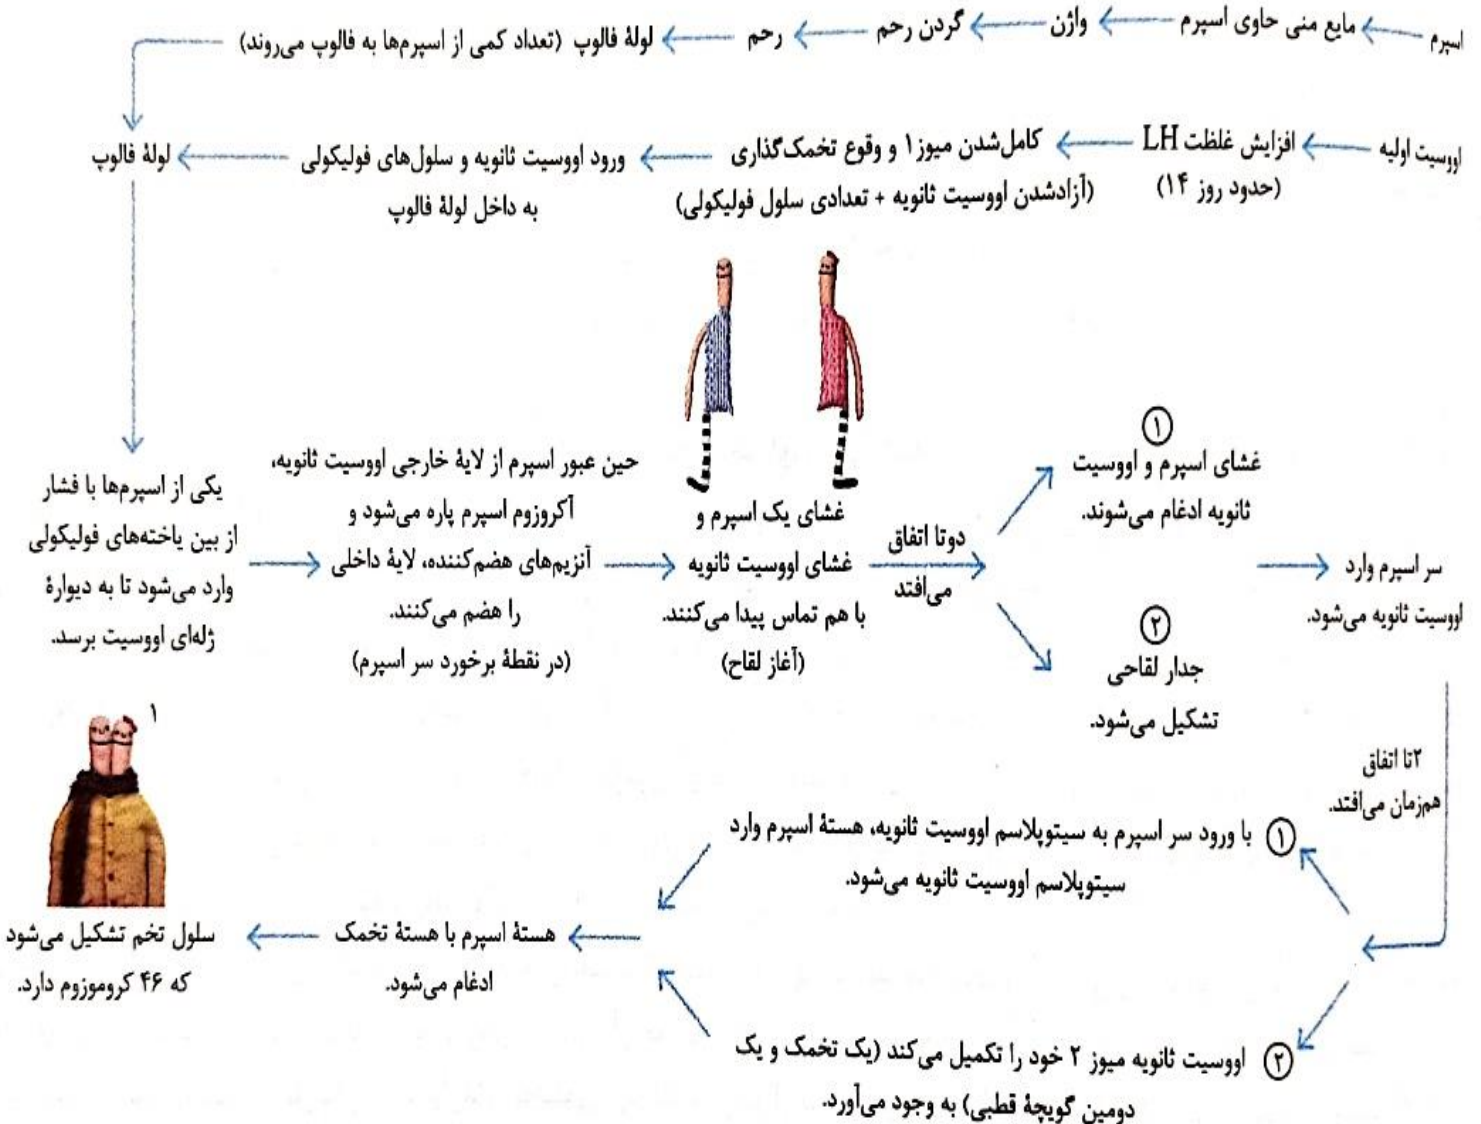 اسپرم ← مایع منی حاوی اسپرم ← واژن ← گردن رحم ← رحم ← لولهٔ فالوپ (تعداد کمی از اسپرم‌ها به فالوپ می‌روند)
اووسیت اولیه ← افزایش غلظت LH ← کامل‌شدن میوز۱ و وقوع تخمک‌گذاری ← ورود اووسیت ثانویه و سلول‌های فولیکولی ← لولهٔ فالوپ
(حدود روز ۱۴)
(آزادشدن اووسیت ثانویه + تعدادی سلول فولیکولی)
به داخل لولهٔ فالوپ
یکی از اسپرم‌ها با فشار
از بین یاخته‌های فولیکولی
وارد می‌شود تا به دیوارهٔ
ژله‌ای اووسیت برسد.
حین عبور اسپرم از لایهٔ خارجی اووسیت ثانویه،
آکروزوم اسپرم پاره می‌شود و
آنزیم‌های هضم‌کننده، لایهٔ داخلی
را هضم می‌کنند.
(در نقطهٔ برخورد سر اسپرم)
غشای یک اسپرم و
غشای اووسیت ثانویه
با هم تماس پیدا می‌کنند.
(آغاز لقاح)
دوتا اتفاق
می‌افتد
۱
غشای اسپرم و اووسیت
ثانویه ادغام می‌شوند.
۲
جدار لقاحی
تشکیل می‌شود.
سر اسپرم وارد
اووسیت ثانویه می‌شود.
۲تا اتفاق
هم‌زمان می‌افتد.
۱ با ورود سر اسپرم به سیتوپلاسم اووسیت ثانویه، هستهٔ اسپرم وارد
سیتوپلاسم اووسیت ثانویه می‌شود.
۲ اووسیت ثانویه میوز ۲ خود را تکمیل می‌کند (یک تخمک و یک
دومین گویچهٔ قطبی) به وجود می‌آورد.
هستهٔ اسپرم با هستهٔ تخمک
ادغام می‌شود.
۱
سلول تخم تشکیل می‌شود
که ۴۶ کروموزوم دارد.